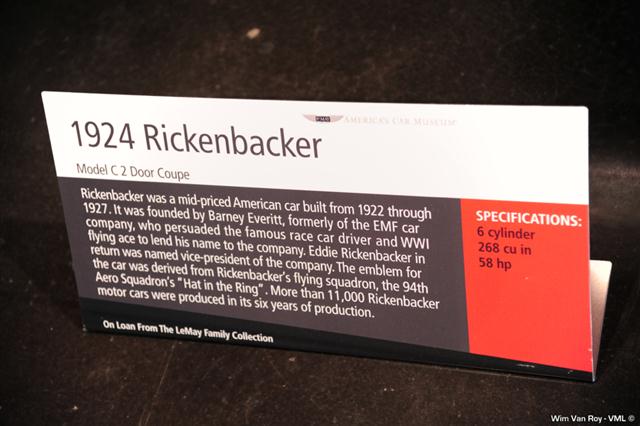 LEMAY AMERICA'S CAR MUSEUM
1924 Rickenbacker
Model C 2 Door Coupe
Rickenbacker was a mid-priced American car built from 1922 through
1927. It was founded by Barney Everitt, formerly of the EMF car
company, who persuaded the famous race car driver and WWI
flying ace to lend his name to the company. Eddie Rickenbacker in
return was named vice-president of the company. The emblem for
the car was derived from Rickenbacker's flying squadron, the 94th
Aero Squadron's "Hat in the Ring". More than 11,000 Rickenbacker
motor cars were produced in its six years of production.
On Loan From The LeMay Family Collection
SPECIFICATIONS:
6 cylinder
268 cu in
58 hp
Wim Van Roy - VML ©